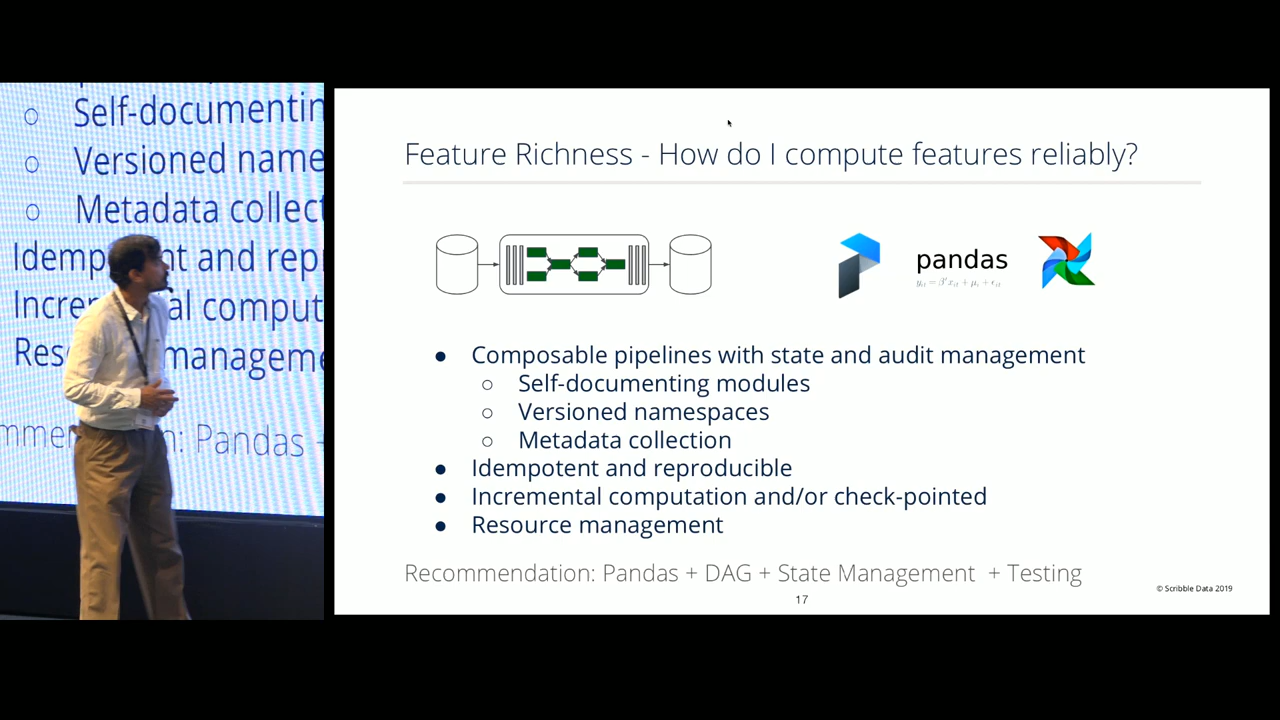 Self-documentin
Versioned name
Metadata collect
Idemp nt and rep
Incre al comput
Res manageme
mmen n: Pandas +
Feature Richness - How do I compute features reliably?
pandas
Composable pipelines with state and audit management
Self-documenting modules
Versioned namespaces
Metadata collection
Idempotent and reproducible
Incremental computation and/or check-pointed
Resource management
Recommendation: Pandas + DAG + State Management + Testing
© Scribble Data 2019
17